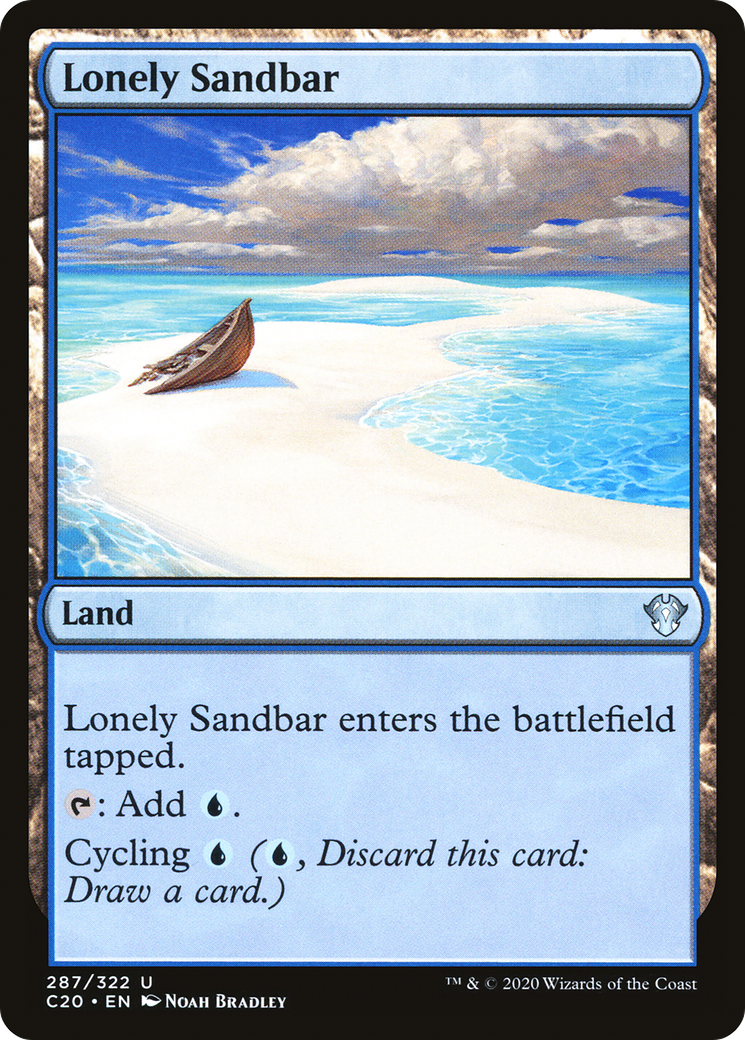 Lonely Sandbar
Land
Lonely Sandbar enters the battlefield
tapped.
: Add .
Cycling  (, Discard this card:
Draw a card.)
287/322 U
C20 • EN NOAH BRADLEY
™ & © 2020 Wizards of the Coast